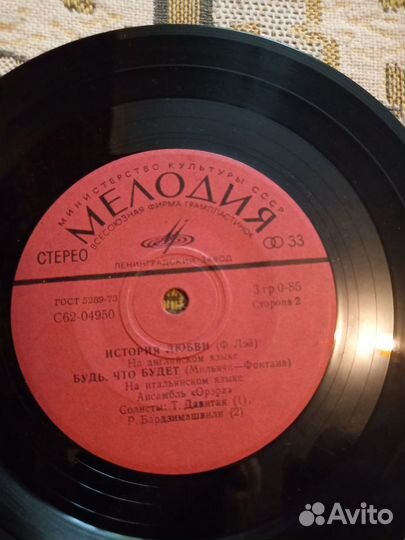 МИНИСТЕРСТВО КУЛЬТУРЫ СССР
МЕЛОДИЯ
ВСЕСОЮЗНАЯ ФИРМА ГРАМПЛАСТИНОК
СТЕРЕО
33
ЛЕНИНГРАДСКИЙ ЗАВОД
ГОСТ 5289-73
3 гр.0-85
С62-04950
Сторона 2
ИСТОРИЯ ЛЮБВИ (Ф. Лэй)
На английском языке
БУДЬ, ЧТО БУДЕТ (Мильячи—Фонтана)
На итальянском языке
Ансамбль «Орэра»
Солисты: Т. Давитая (1),
Р. Бардзимашвили (2)
Avito